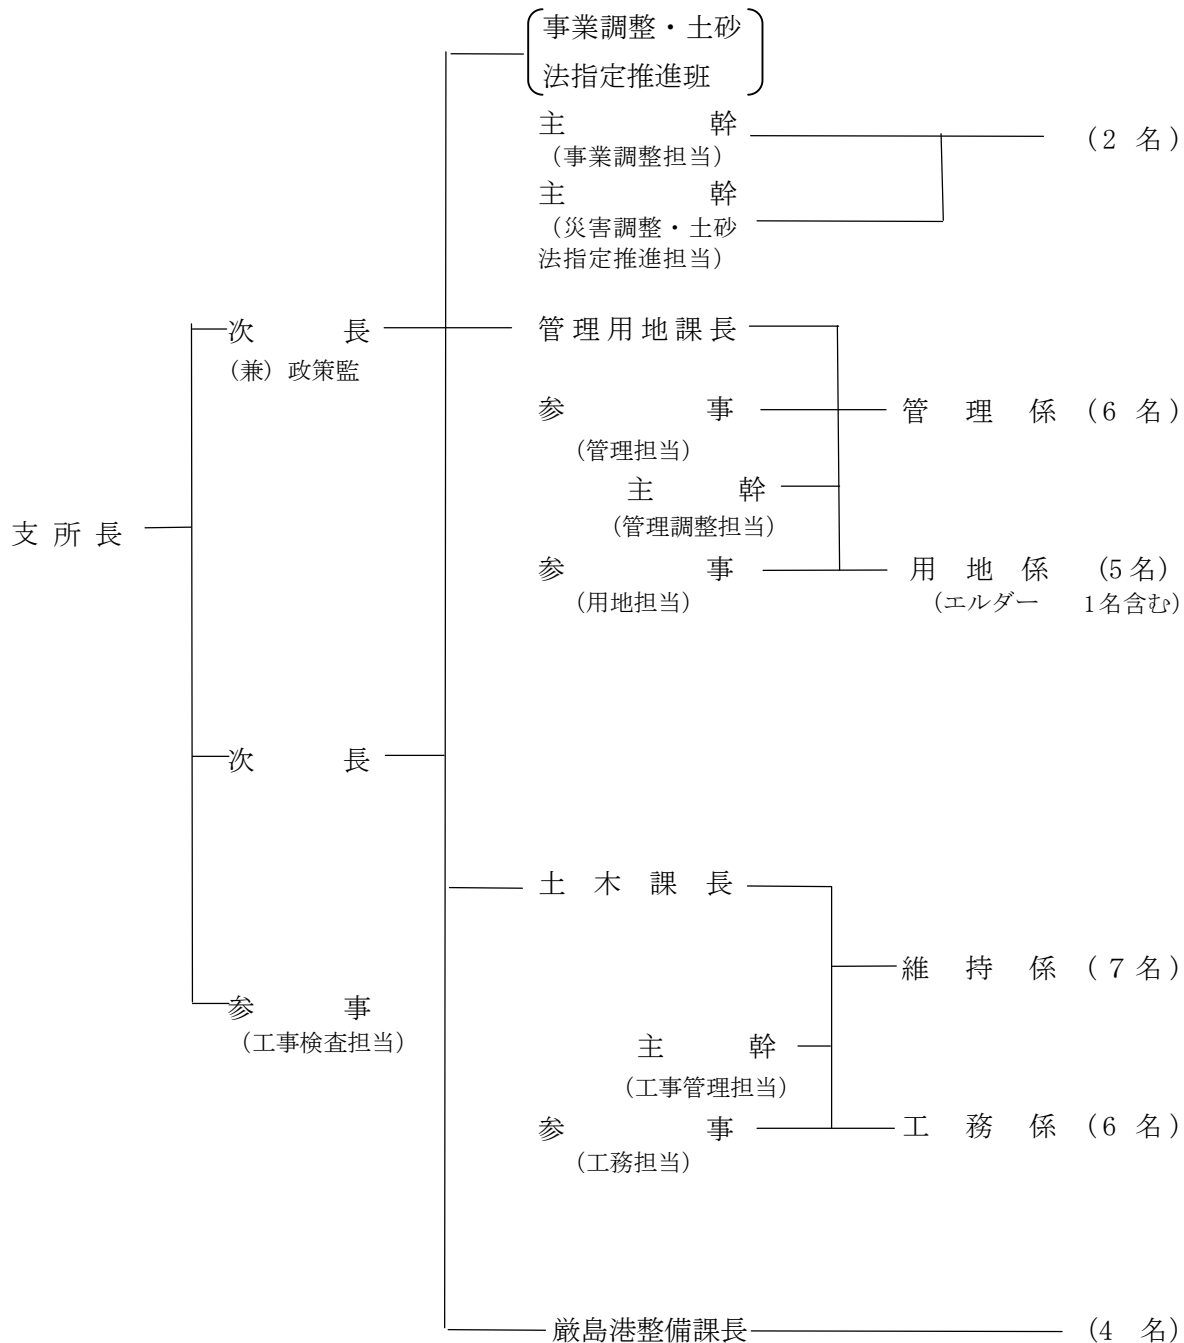 事業調整・土砂
法指定推進班
主幹 (2名)
(事業調整担当)
主幹
(災害調整・土砂
法指定推進担当)
次長 管理用地課長
(兼) 政策監
参事 管理係 (6名)
(管理担当)
主幹
(管理調整担当)
支所長
参事 用地係 (5名)
(用地担当) (エルダー 1名含む)
次長
土木課長
維持係 (7名)
参事
(工事検査担当)
主幹
(工事管理担当)
参事 工務係 (6名)
(工務担当)
厳島港整備課長 (4名)